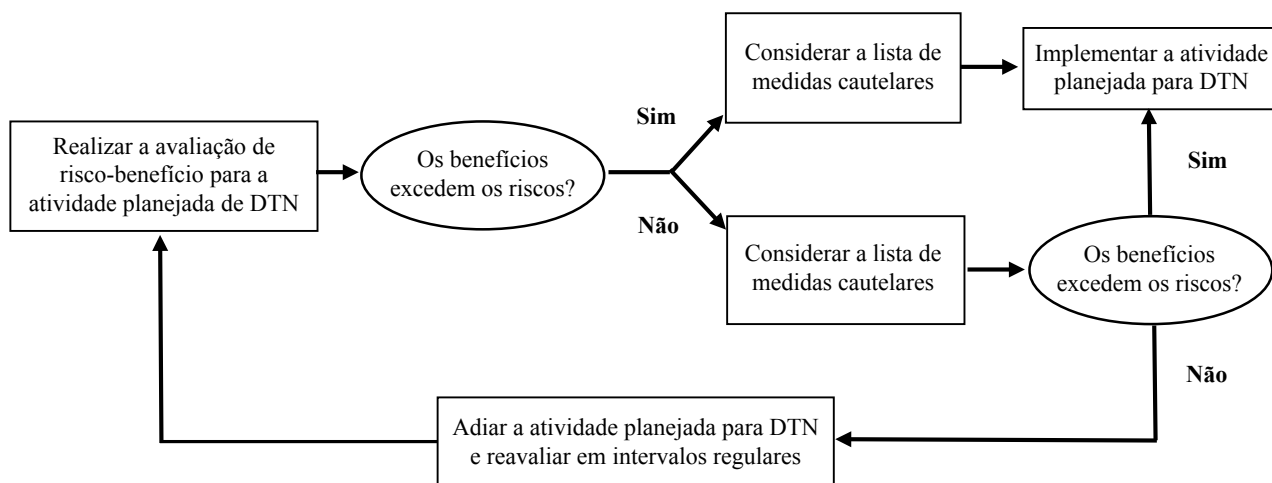 Realizar a avaliação de
risco-benefício para a
atividade planejada de DTN
Os benefícios
excedem os riscos?
Sim
Considerar a lista de
medidas cautelares
Implementar a atividade
planejada para DTN
Não
Considerar a lista de
medidas cautelares
Os benefícios
excedem os riscos?
Sim
Não
Adiar a atividade planejada para DTN
e reavaliar em intervalos regulares